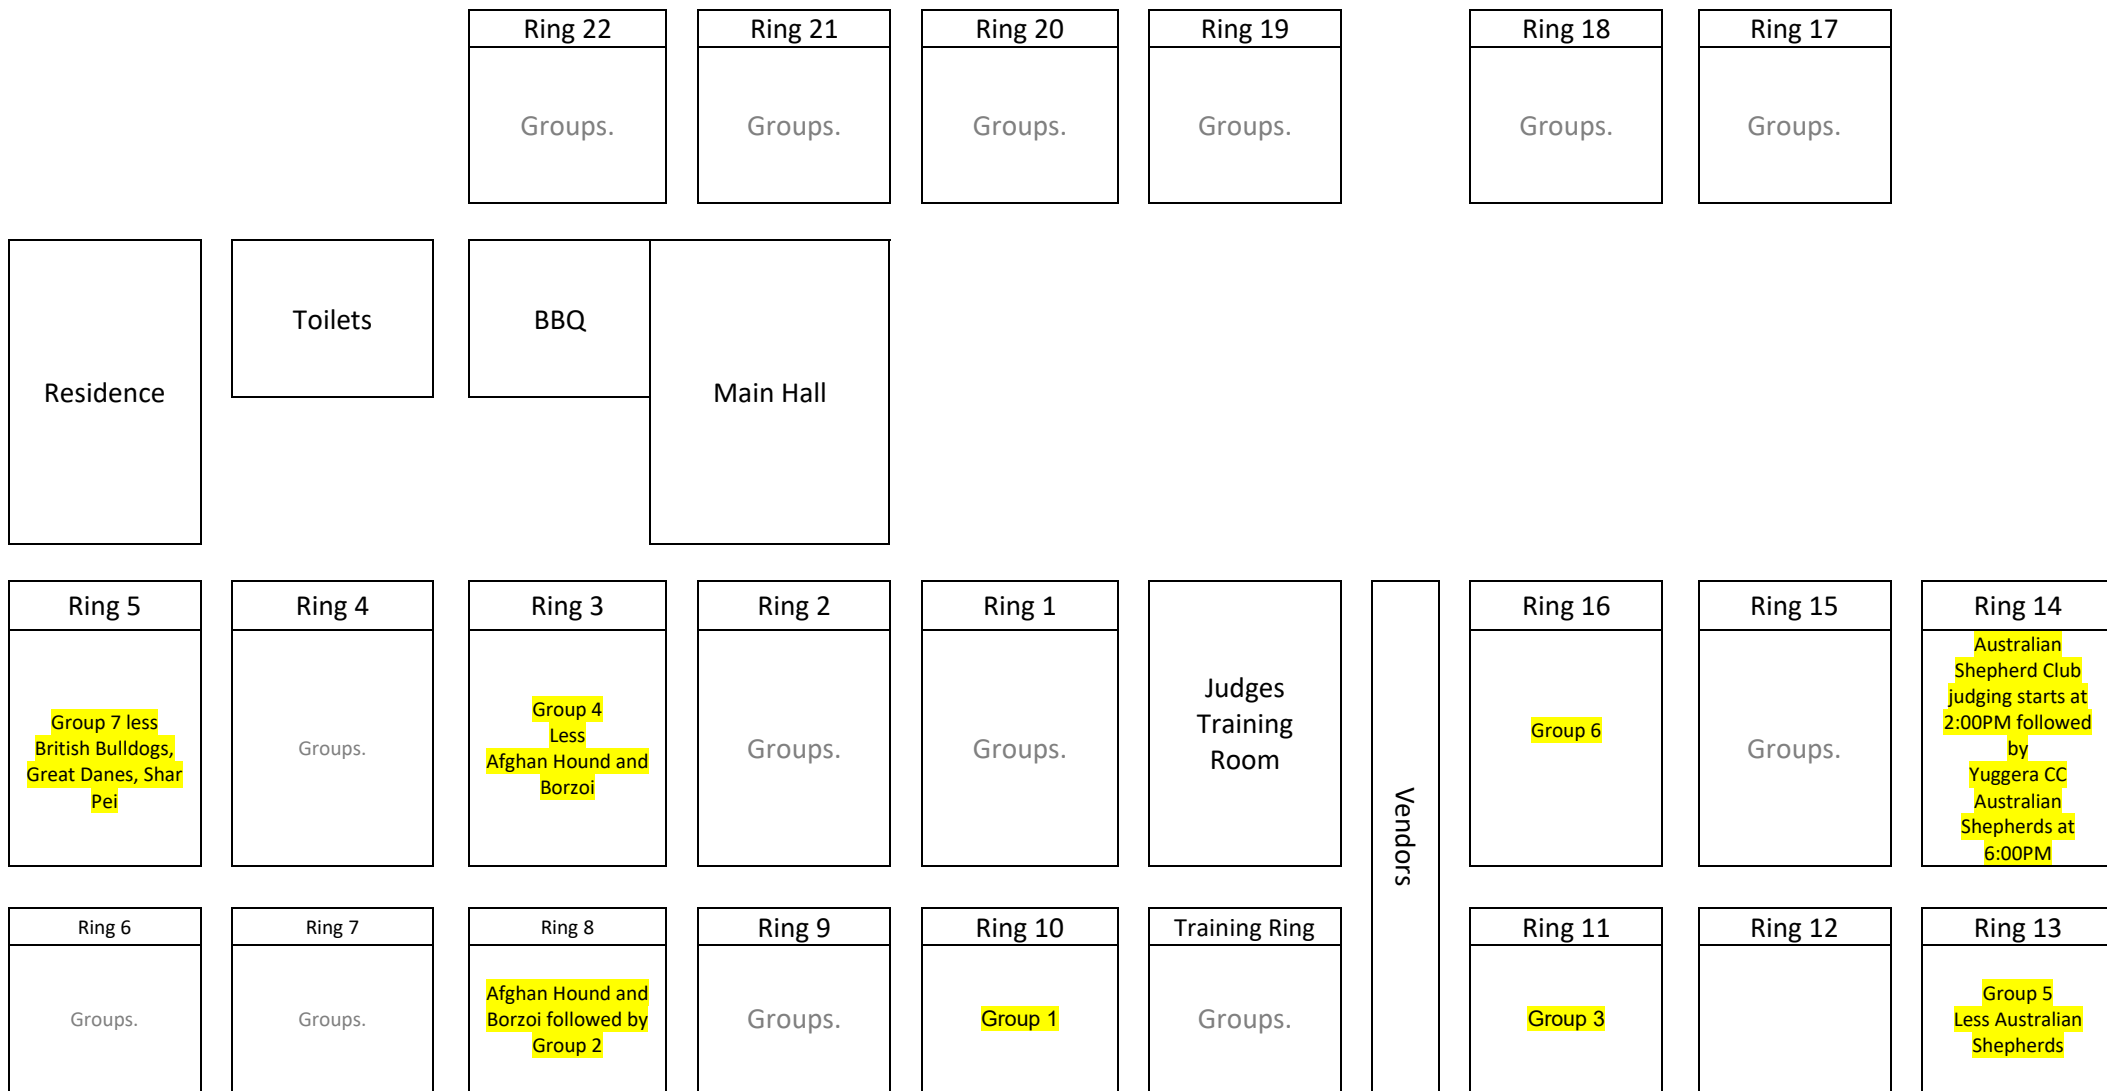 Ring 22
Ring 21
Ring 20
Ring 19
Ring 18
Ring 17
Groups.
Groups.
Groups.
Groups.
Groups.
Groups.
Residence
Toilets
BBQ
Main Hall
Ring 5
Group 7 less
British Bulldogs,
Great Danes, Shar
Pei
Ring 4
Groups.
Ring 3
Group 4
Less
Afghan Hound and
Borzoi
Ring 2
Groups.
Ring 1
Groups.
Judges
Training
Room
Vendors
Ring 16
Group 6
Ring 15
Groups.
Ring 14
Australian
Shepherd Club
judging starts at
2:00PM followed
by
Yuggera CC
Australian
Shepherds at
6:00PM
Ring 6
Groups.
Ring 7
Groups.
Ring 8
Afghan Hound and
Borzoi followed by
Group 2
Ring 9
Groups.
Ring 10
Group 1
Training Ring
Groups.
Ring 11
Group 3
Ring 12
Ring 13
Group 5
Less Australian
Shepherds